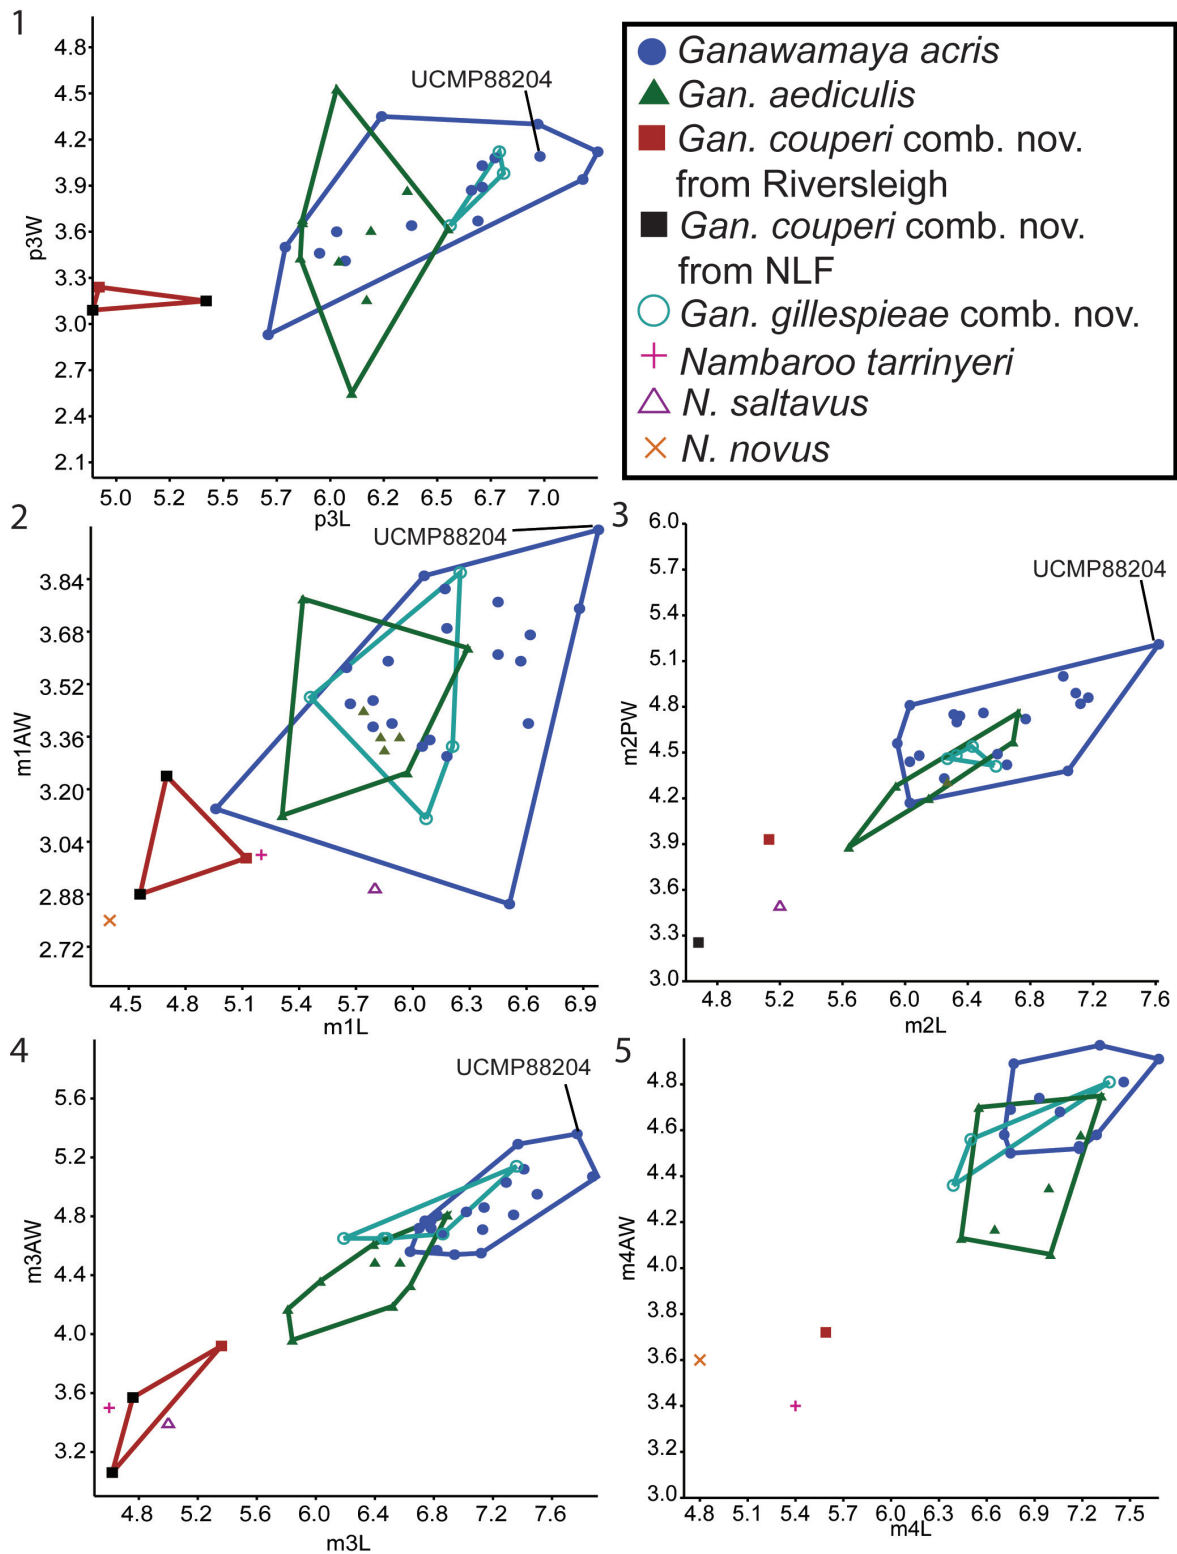 1
4.8
4.5
4.2
3.9
3.6
3.3
3.0
2.7
2.4
2.1
p3W
UCMP88204
5.0 5.2 5.5 5.7 6.0 6.2 6.5 6.7 7.0
p3L
Ganawamaya acris
Gan. aediculis
Gan. couperi comb. nov.
from Riversleigh
Gan. couperi comb. nov.
from NLF
Gan. gillespieae comb. nov.
Nambaroo tarrinyeri
N. saltavus
N. novus
2
UCMP88204
3.84
3.68
3.52
3.36
3.20
3.04
2.88
2.72
m1AW
4.5 4.8 5.1 5.4 5.7 6.0 6.3 6.6 6.9
m1L
3
6.0
5.7
5.4
5.1
4.8
4.5
4.2
3.9
3.6
3.3
3.0
m2PW
UCMP88204
4.8 5.2 5.6 6.0 6.4 6.8 7.2 7.6
m2L
4
UCMP88204
5.6
5.2
4.8
4.4
4.0
3.6
3.2
m3AW
4.8 5.2 5.6 6.0 6.4 6.8 7.2 7.6
m3L
5
4.8
4.6
4.4
4.2
4.0
3.8
3.6
3.4
3.2
3.0
m4AW
4.8 5.1 5.4 5.7 6.0 6.3 6.6 6.9 7.1 7.5
m4L